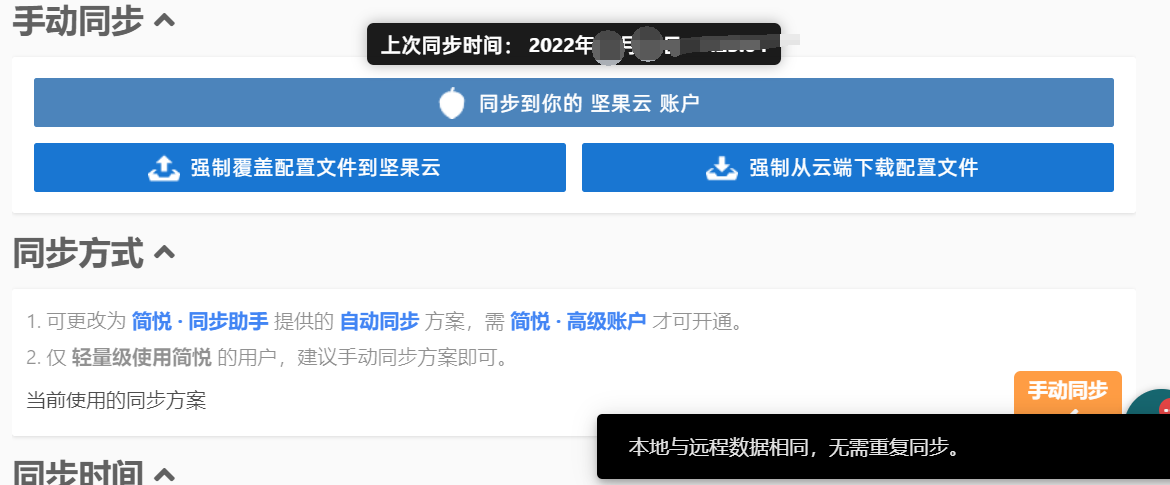 手动同步
上次同步时间： 2022年
同步到你的 坚果云 账户
强制覆盖配置文件到坚果云
强制从云端下载配置文件
同步方式
1. 可更改为 简悦 · 同步助手 提供的 自动同步 方案，需 简悦 · 高级账户 才可开通。
2. 仅 轻量级使用简悦 的用户，建议手动同步方案即可。
手动同步
当前使用的同步方案
本地与远程数据相同，无需重复同步。
同步时间